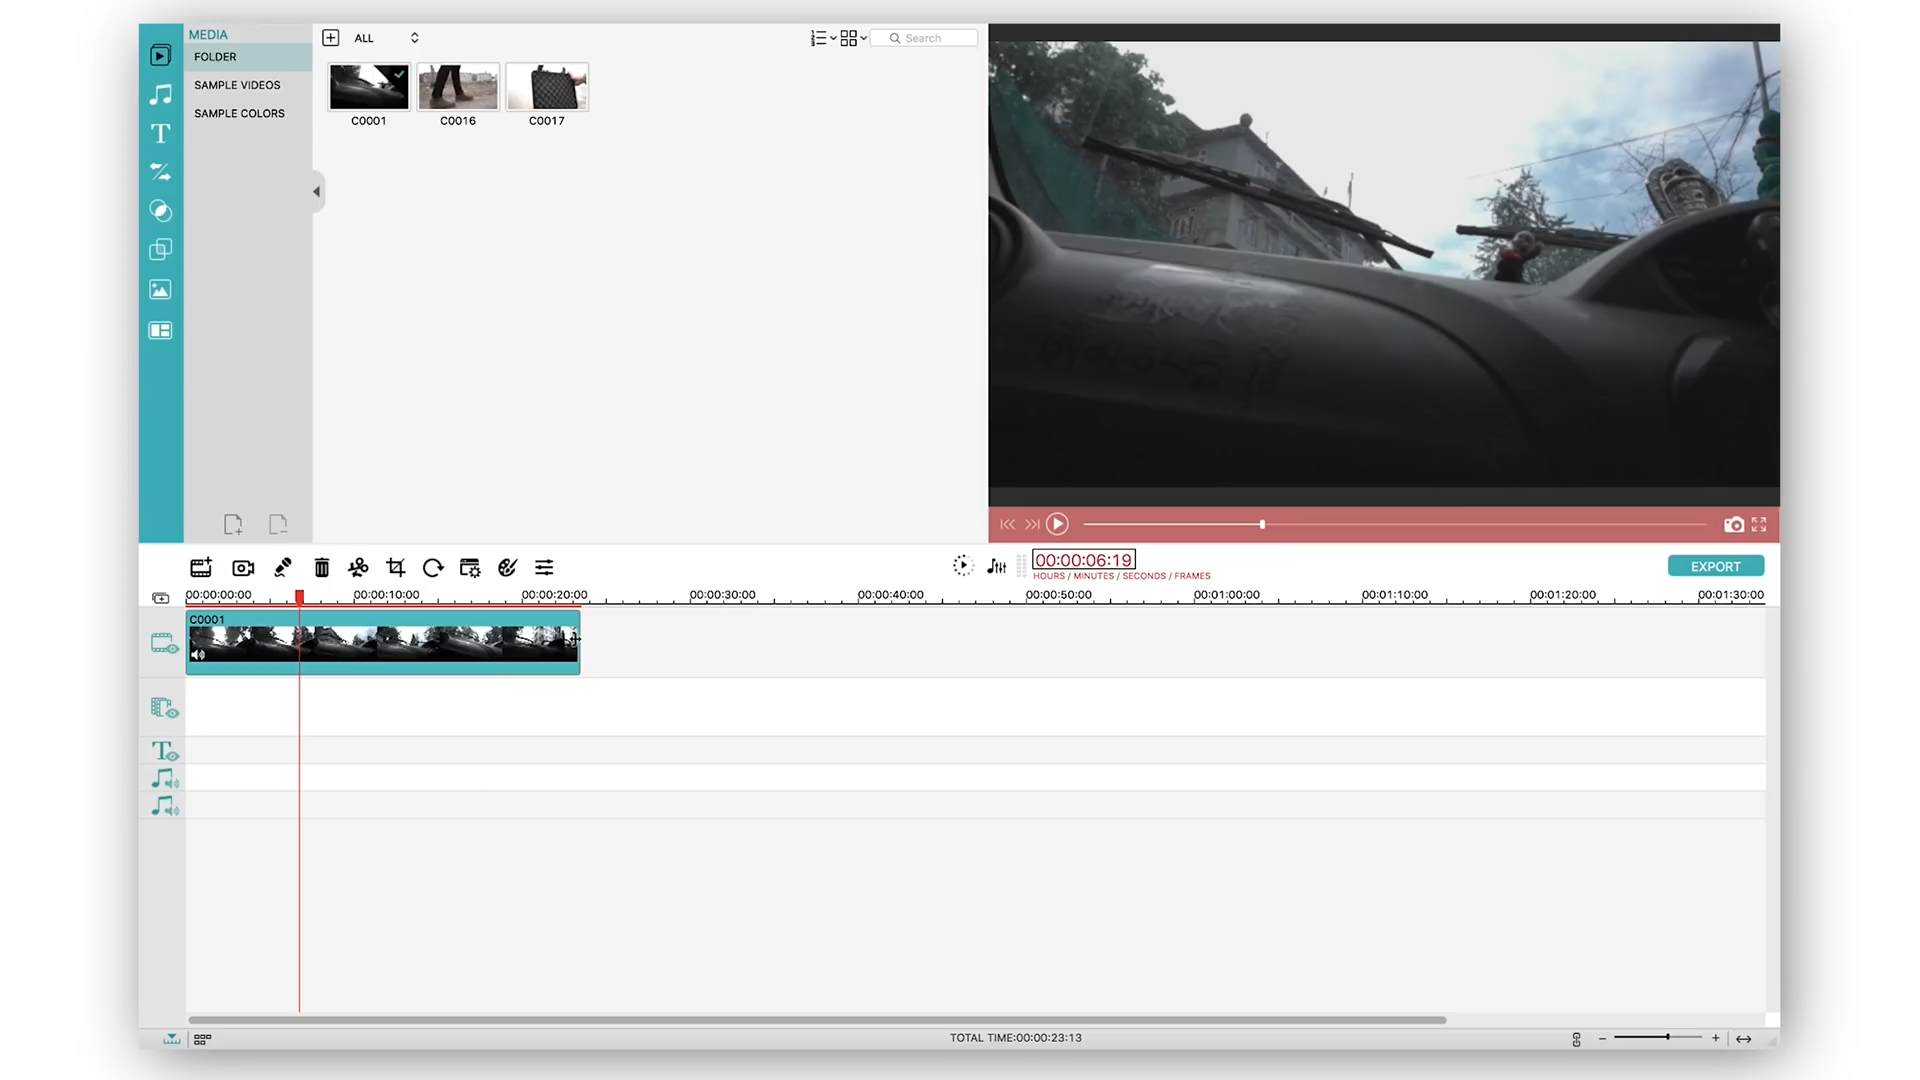 MEDIA
FOLDER
SAMPLE VIDEOS
SAMPLE COLORS
ALL
Search
C0001
C0016
C0017
00:00:06:19
HOURS / MINUTES / SECONDS / FRAMES
EXPORT
00:00:00:00 00:00:10:00 00:00:20:00 00:00:30:00 00:00:40:00 00:00:50:00 00:01:00:00 00:01:10:00 00:01:20:00 00:01:30:00
C0001
TOTAL TIME:00:00:23:13